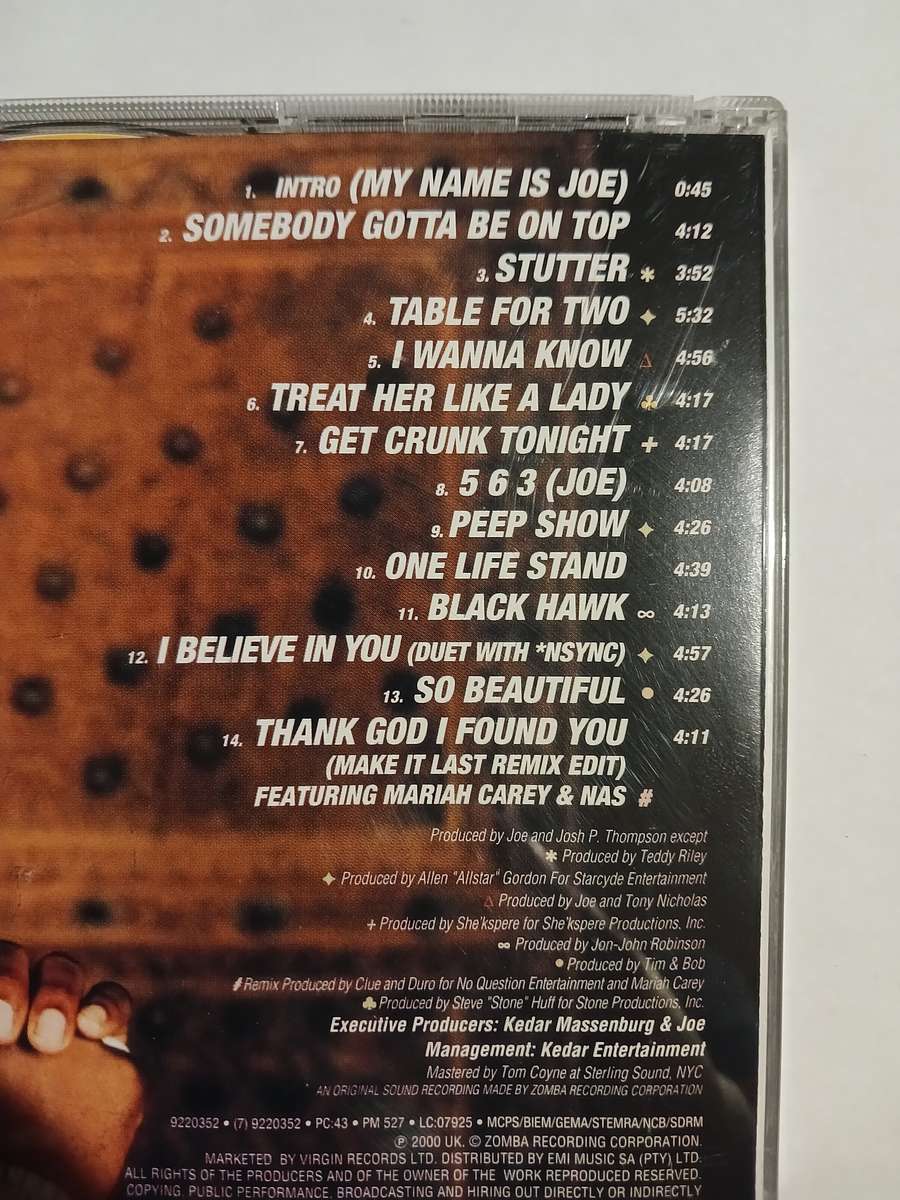 1. INTRO (MY NAME IS JOE) 0:45
2. SOMEBODY GOTTA BE ON TOP 4:12
3. STUTTER * 3:52
4. TABLE FOR TWO ✦ 5:32
5. I WANNA KNOW Δ 4:56
6. TREAT HER LIKE A LADY ♣ 4:17
7. GET CRUNK TONIGHT + 4:17
8. 5 6 3 (JOE) 4:08
9. PEEP SHOW ✦ 4:26
10. ONE LIFE STAND 4:39
11. BLACK HAWK ∞ 4:13
12. I BELIEVE IN YOU (DUET WITH *NSYNC) ✦ 4:57
13. SO BEAUTIFUL • 4:26
14. THANK GOD I FOUND YOU 4:11
(MAKE IT LAST REMIX EDIT)
FEATURING MARIAH CAREY & NAS #
Produced by Joe and Josh P. Thompson except
* Produced by Teddy Riley
✦ Produced by Allen "Allstar" Gordon For Starcyde Entertainment
Δ Produced by Joe and Tony Nicholas
+ Produced by She'kspere for She'kspere Productions, Inc.
∞ Produced by Jon-John Robinson
• Produced by Tim & Bob
# Remix Produced by Clue and Duro for No Question Entertainment and Mariah Carey
♣ Produced by Steve "Stone" Huff for Stone Productions, Inc.
Executive Producers: Kedar Massenburg & Joe
Management: Kedar Entertainment
Mastered by Tom Coyne at Sterling Sound, NYC
AN ORIGINAL SOUND RECORDING MADE BY ZOMBA RECORDING CORPORATION
9220352 • (7) 9220352 • PC:43 • PM 527 • LC:07925 • MCPS/BIEM/GEMA/STEMRA/NCB/SDRM
℗ 2000 UK. © ZOMBA RECORDING CORPORATION.
MARKETED BY VIRGIN RECORDS LTD. DISTRIBUTED BY EMI MUSIC SA (PTY) LTD.
ALL RIGHTS OF THE PRODUCERS AND OF THE OWNER OF THE WORK REPRODUCED RESERVED.
COPYING, PUBLIC PERFORMANCE, BROADCASTING AND HIRING OUT DIRECTLY OR INDIRECTLY